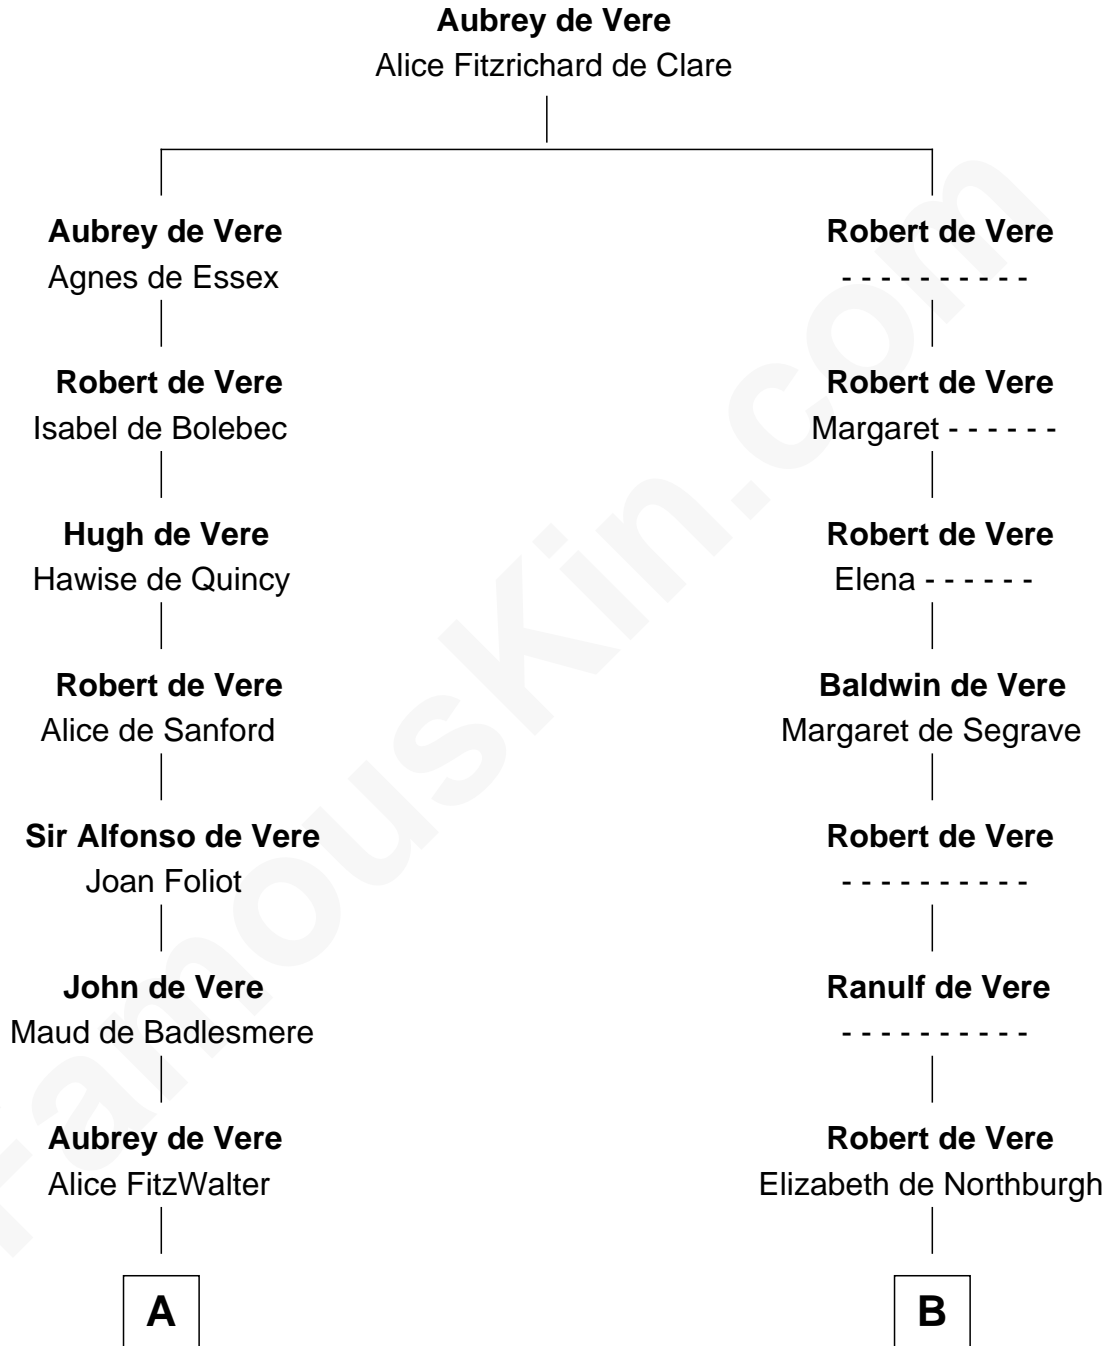 Aubrey de Vere
Alice Fitzrichard de Clare
Aubrey de Vere
Agnes de Essex
Robert de Vere
- - - - - - - - - -
Robert de Vere
Isabel de Bolebec
Robert de Vere
Margaret - - - - - -
Hugh de Vere
Hawise de Quincy
Robert de Vere
Elena - - - - - -
Robert de Vere
Alice de Sanford
Baldwin de Vere
Margaret de Segrave
Sir Alfonso de Vere
Joan Foliot
Robert de Vere
- - - - - - - - - -
John de Vere
Maud de Badlesmere
Ranulf de Vere
- - - - - - - - - -
Aubrey de Vere
Alice FitzWalter
Robert de Vere
Elizabeth de Northburgh
A
B
FamousKin.com